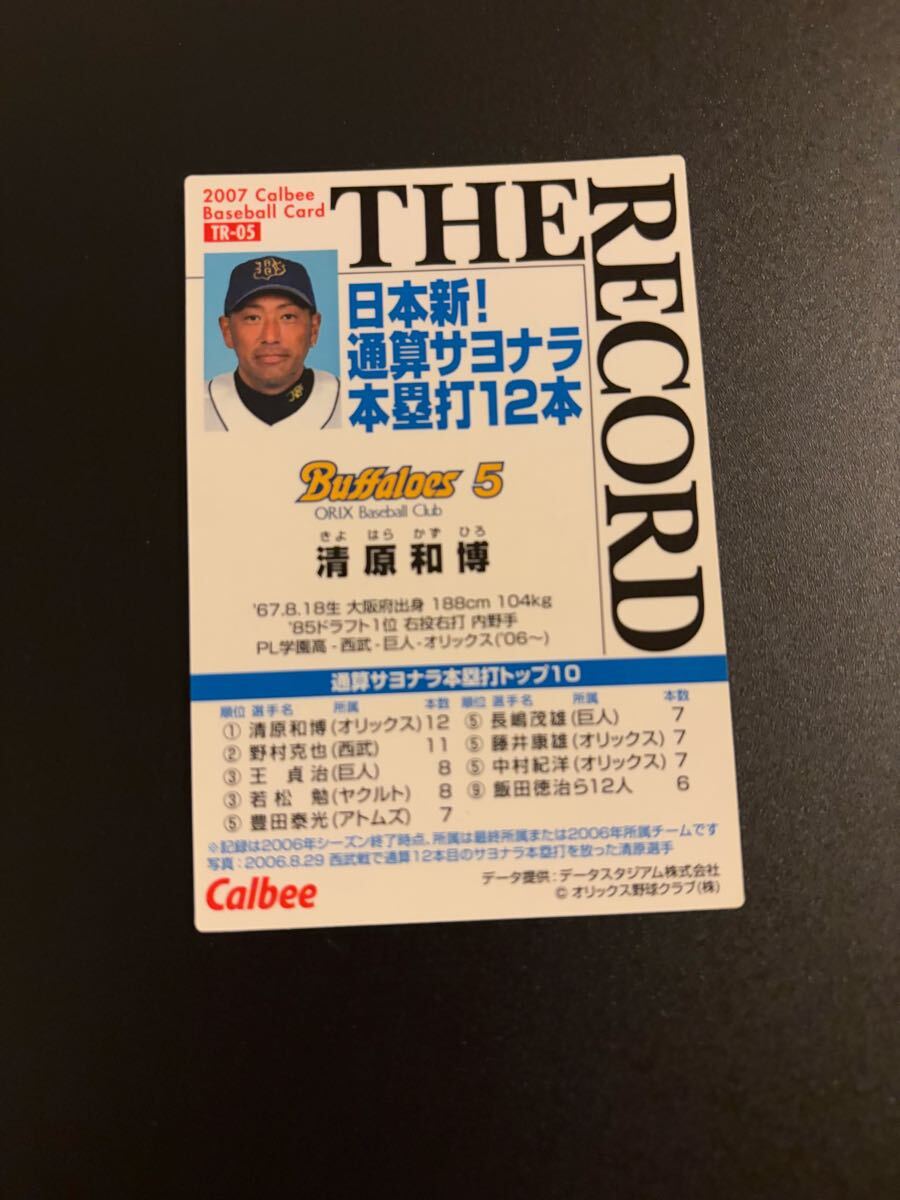 2007 Calbee
Baseball Card
TR-05
THE
RECORD
日本新!
通算サヨナラ
本塁打12本
Buffaloes 5
ORIX Baseball Club
きよ はら かず ひろ
清原和博
'67.8.18生 大阪府出身 188cm 104kg
'85ドラフト1位 右投右打 内野手
PL学園高-西武-巨人-オリックス('06~)
通算サヨナラ本塁打トップ10
順位 選手名 所属 本数
① 清原和博(オリックス) 12
② 野村克也(西武) 11
③ 王 貞治(巨人) 8
③ 若松 勉(ヤクルト) 8
⑤ 豊田泰光(アトムズ) 7
順位 選手名 所属 本数
⑤ 長嶋茂雄(巨人) 7
⑤ 藤井康雄(オリックス) 7
⑤ 中村紀洋(オリックス) 7
⑨ 飯田徳治ら12人 6
※記録は2006年シーズン終了時点、所属は最終所属または2006年所属チームです
写真:2006.8.29 西武戦で通算12本目のサヨナラ本塁打を放った清原選手
Calbee
データ提供:データスタジアム株式会社
© オリックス野球クラブ(株)